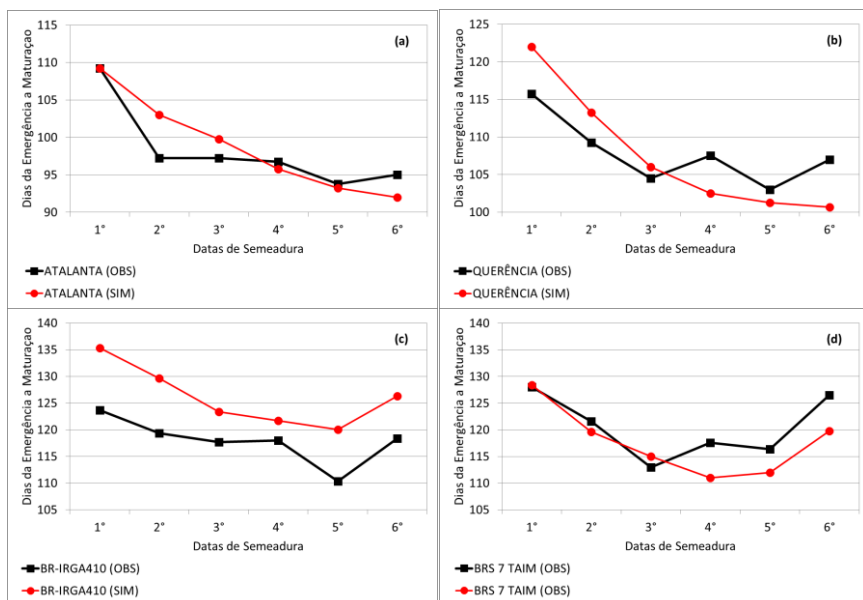 (a)
Dias da Emergência a Maturaçao
115
110
105
100
95
90
1° 2° 3° 4° 5° 6°
Datas de Semeadura
ATALANTA (OBS)
ATALANTA (SIM)
(b)
Dias da Emergência a Maturaçao
125
120
115
110
105
100
1° 2° 3° 4° 5° 6°
Datas de Semeadura
QUERÊNCIA (OBS)
QUERÊNCIA (SIM)
(c)
Dias da Emergência a Maturaçao
140
135
130
125
120
115
110
105
1° 2° 3° 4° 5° 6°
Datas de Semeadura
BR-IRGA410 (OBS)
BR-IRGA410 (SIM)
(d)
Dias da Emergência a Maturaçao
140
135
130
125
120
115
110
105
1° 2° 3° 4° 5° 6°
Datas de Semeadura
BRS 7 TAIM (OBS)
BRS 7 TAIM (OBS)